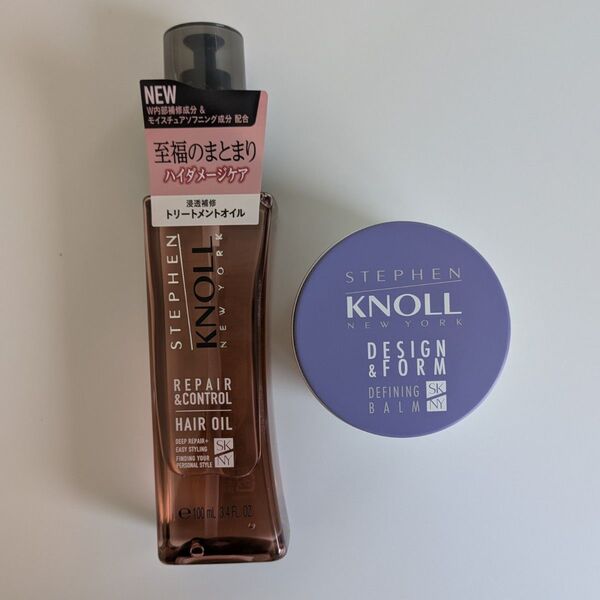 NEW
W内部補修成分 &
モイスチュアソフニング成分 配合
至福のまとまり
ハイダメージケア
浸透補修
トリートメントオイル
STEPHEN
KNOLL
NEW YORK
REPAIR
&CONTROL
HAIR OIL
DEEP REPAIR+
EASY STYLING
FINDING YOUR
PERSONAL STYLE
SK
NY
℮100 mL 3.4 FL. OZ.
STEPHEN
KNOLL
NEW YORK
DESIGN
&FORM
DEFINING
BALM
SK
NY